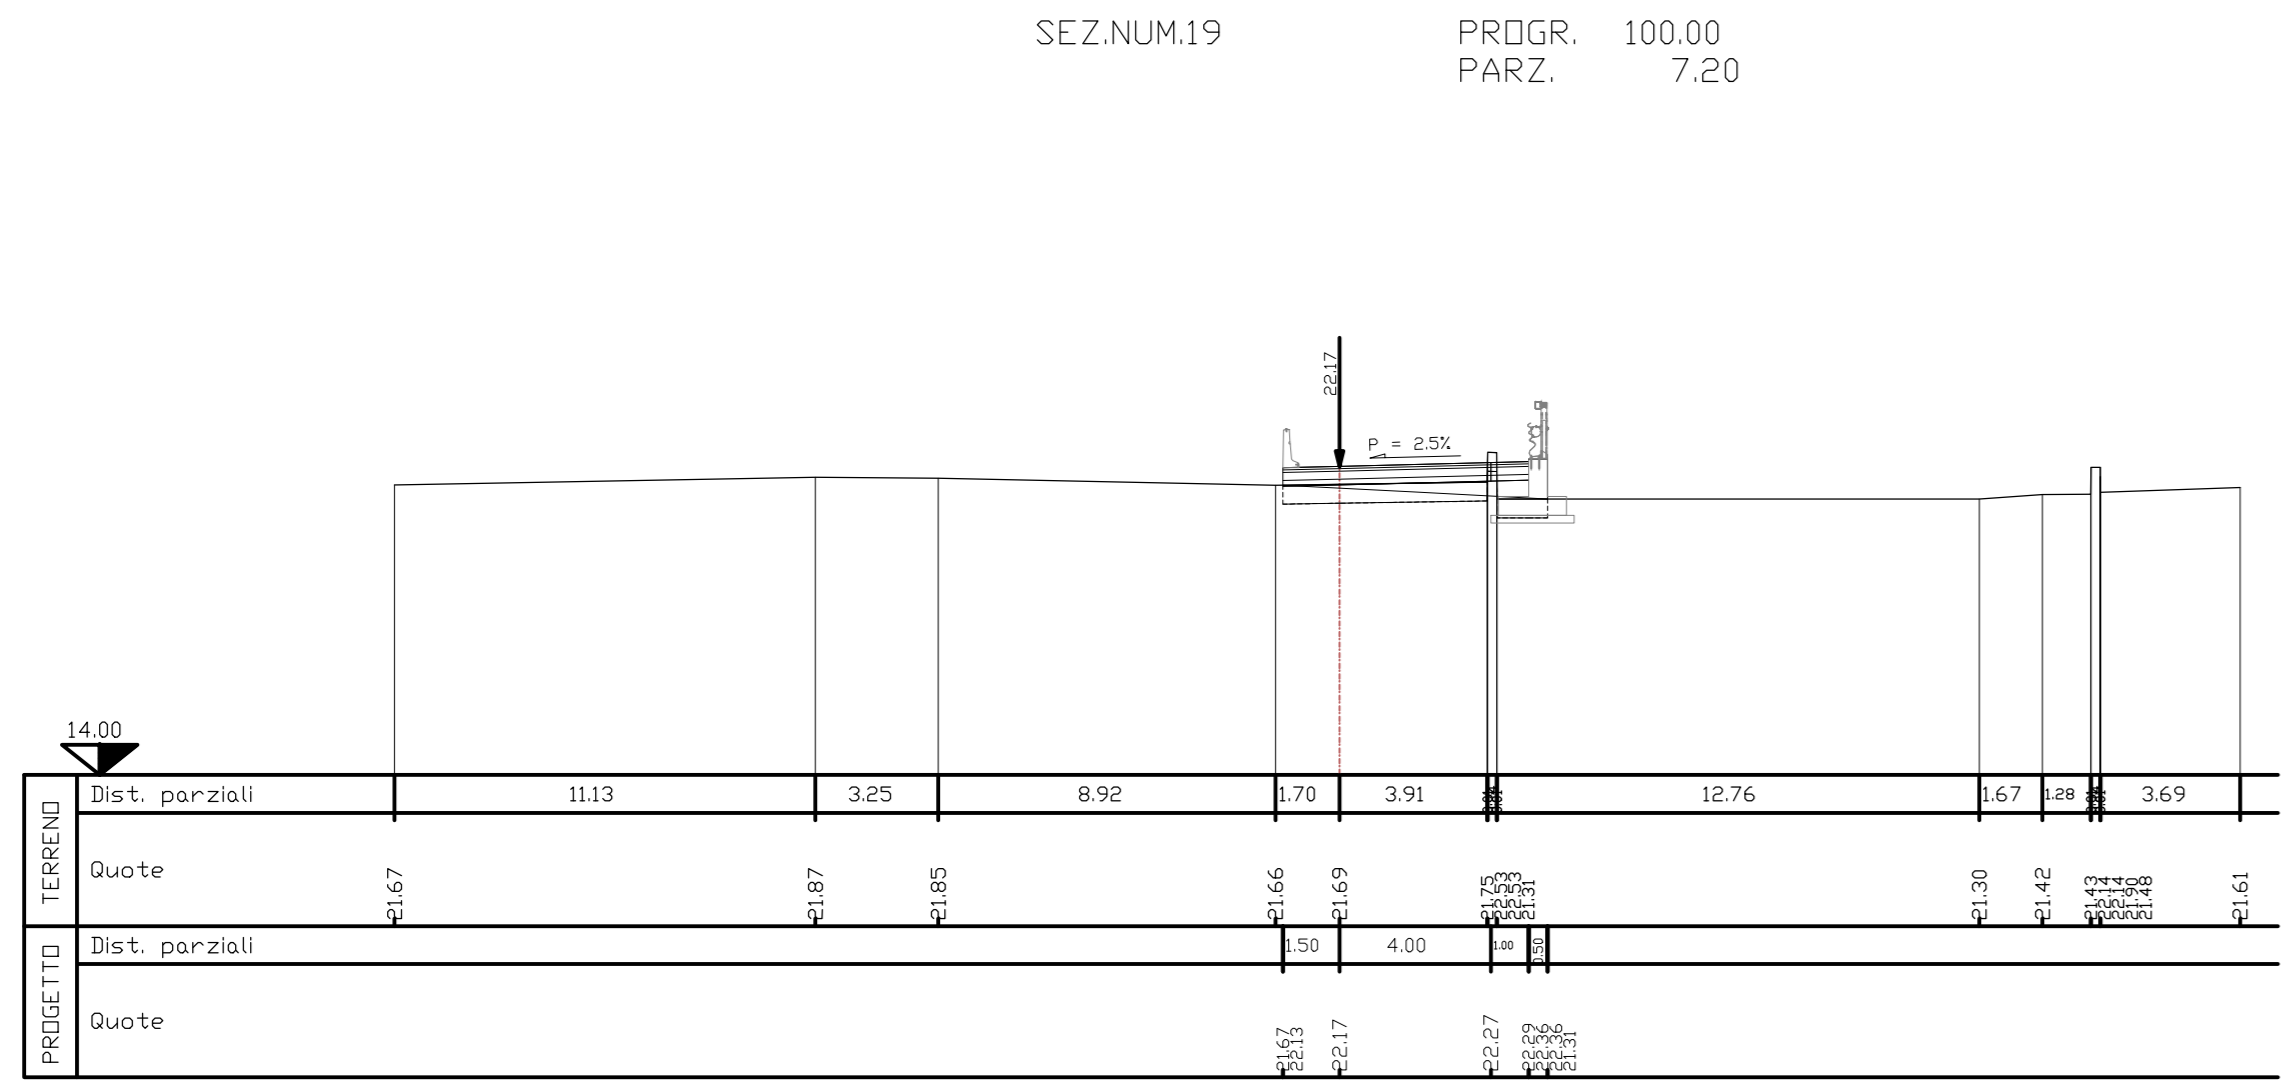 SEZ.NUM.19
PROGR. 100.00
PARZ. 7.20
22.17
P = 2.5%
14.00
TERRENO
Dist. parziali
11.13 3.25 8.92 1.70 3.91 12.76 1.67 1.28 3.69
Quote
21.67 21.87 21.85 21.66 21.69 21.75 22.53 22.53 21.31 21.30 21.42 21.43 22.14 22.14 21.90 21.48 21.61
PROGETTO
Dist. parziali
1.50 4.00 1.00 0.50
Quote
21.67 22.13 22.17 22.27 22.29 22.36 22.36 21.31